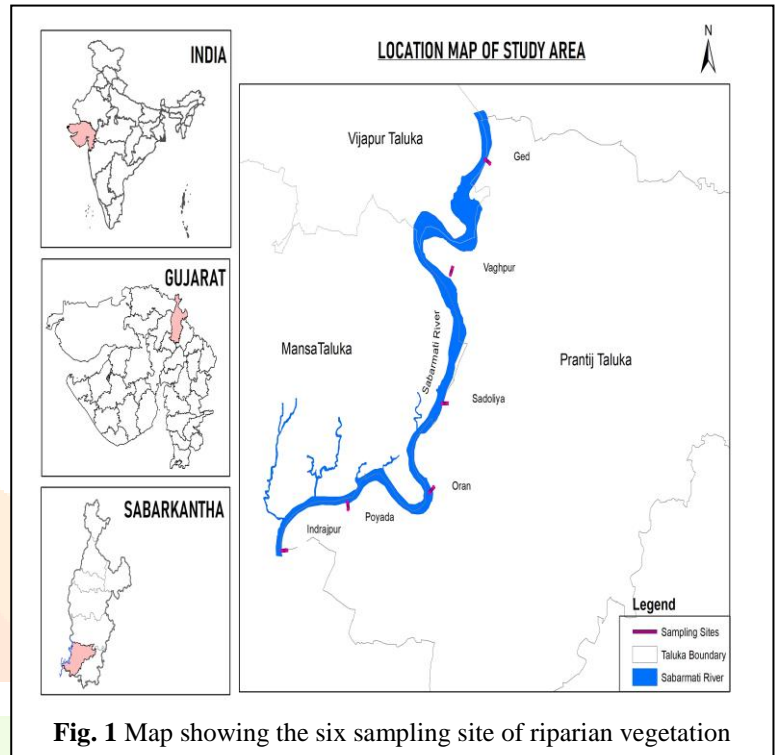 INDIA
GUJARAT
SABARKANTHA
LOCATION MAP OF STUDY AREA
N
Vijapur Taluka
Ged
Vaghpur
MansaTaluka
Sabarmati River
Prantij Taluka
Sadoliya
Oran
Poyada
Indrajpur
Legend
Sampling Sites
Taluka Boundary
Sabarmati River
Fig. 1 Map showing the six sampling site of riparian vegetation